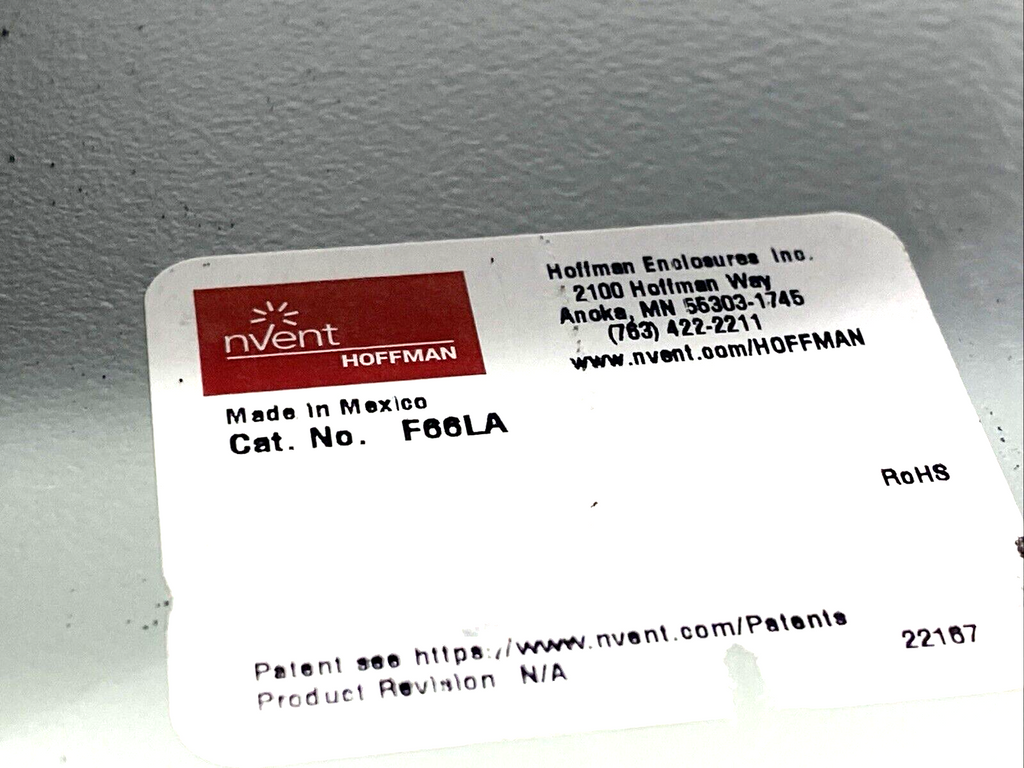 nVent
HOFFMAN
Hoffman Enclosures Inc.
2100 Hoffman Way
Anoka, MN 55303-1745
(763) 422-2211
www.nvent.com/HOFFMAN
Made In Mexico
Cat. No. F66LA
RoHS
Patent see https://www.nvent.com/Patents
Product Revision N/A
22167